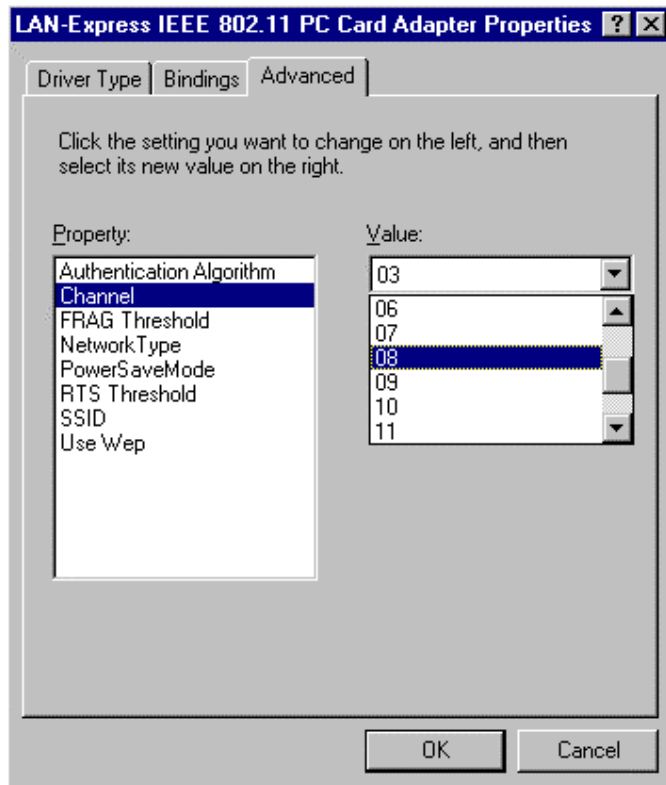 LAN-Express IEEE 802.11 PC Card Adapter Properties
Driver Type
Bindings
Advanced
Click the setting you want to change on the left, and then
select its new value on the right.
Property:
Authentication Algorithm
Channel
FRAG Threshold
NetworkType
PowerSaveMode
RTS Threshold
SSID
Use Wep
Value:
03
06
07
08
09
10
11
OK
Cancel